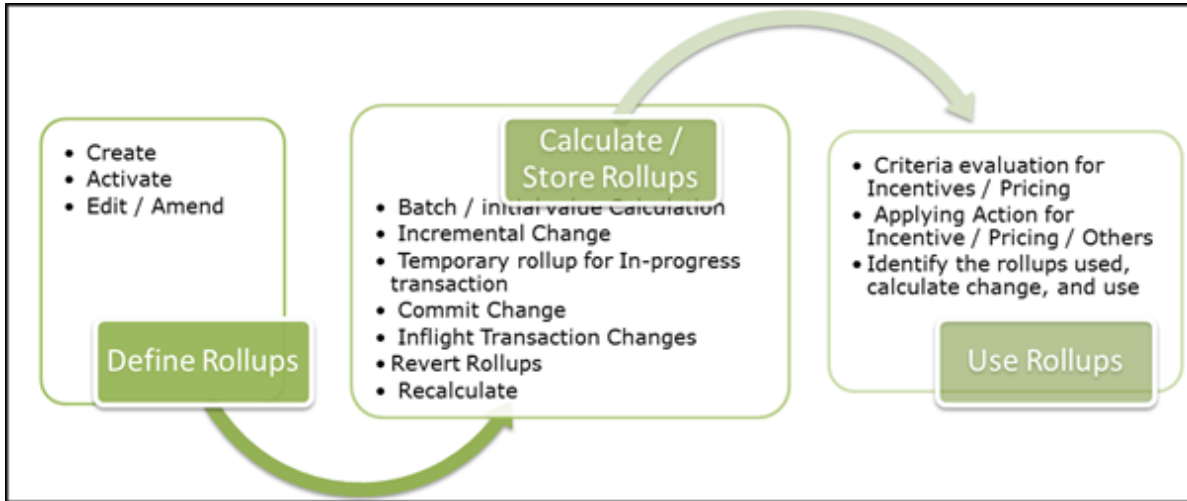 • Create
• Activate
• Edit / Amend
Define Rollups
Calculate /
Store Rollups
• Batch / initial value Calculation
• Incremental Change
• Temporary rollup for In-progress
transaction
• Commit Change
• Inflight Transaction Changes
• Revert Rollups
• Recalculate
• Criteria evaluation for
Incentives / Pricing
• Applying Action for
Incentive / Pricing / Others
• Identify the rollups used,
calculate change, and use
Use Rollups